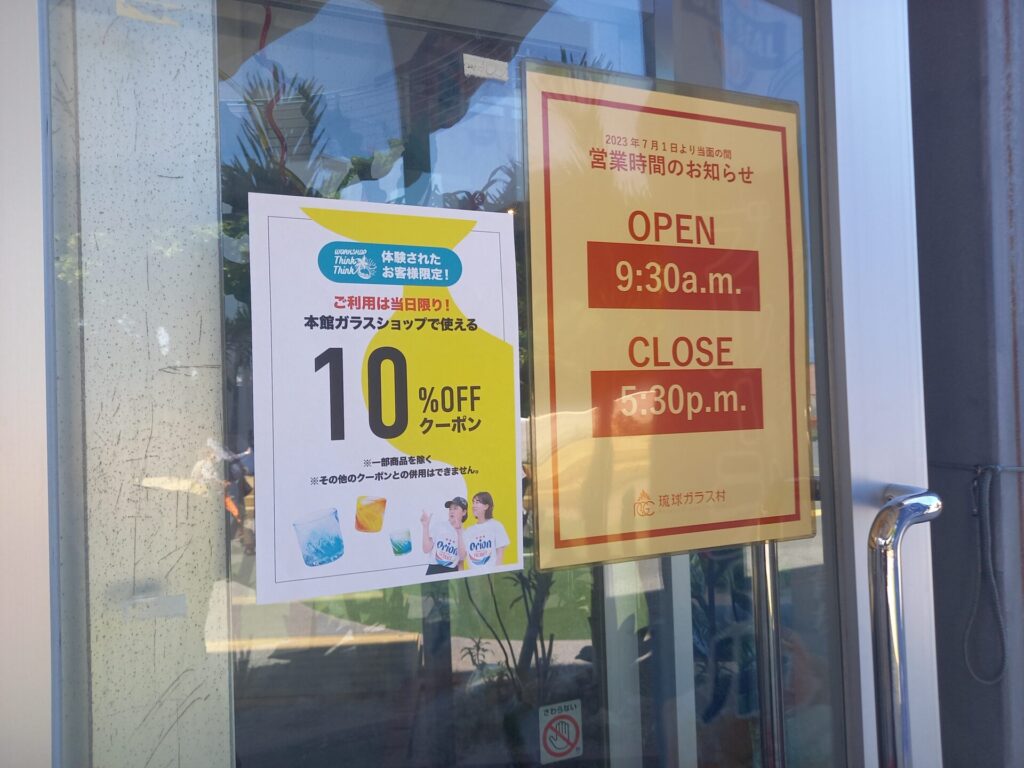 WORKSHOP
Think
Think
体験された
お客様限定！
ご利用は当日限り！
本館ガラスショップで使える
10
%OFF
クーポン
※一部商品を除く
※その他のクーポンとの併用はできません。
Orion
Orion
2023年7月1日より当面の間
営業時間のお知らせ
OPEN
9:30a.m.
CLOSE
5:30p.m.
琉球ガラス村
さわらない